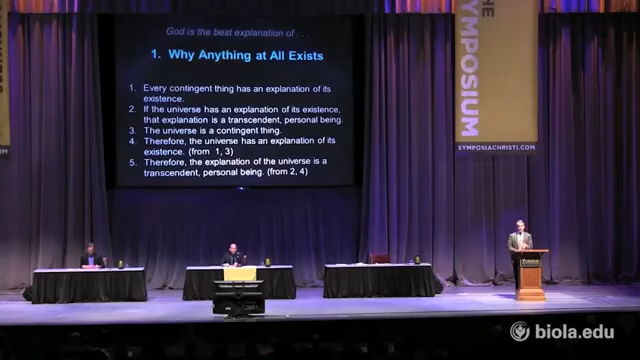 God is the best explanation of . . .
1. Why Anything at All Exists
1. Every contingent thing has an explanation of its
existence.
2. If the universe has an explanation of its existence,
that explanation is a transcendent, personal being.
3. The universe is a contingent thing.
4. Therefore, the universe has an explanation of its
existence. (from 1, 3)
5. Therefore, the explanation of the universe is a
transcendent, personal being. (from 2, 4)
THE
SYMPOSIUM
SYMPOSIACHRISTI.COM
PURDUE
biola.edu